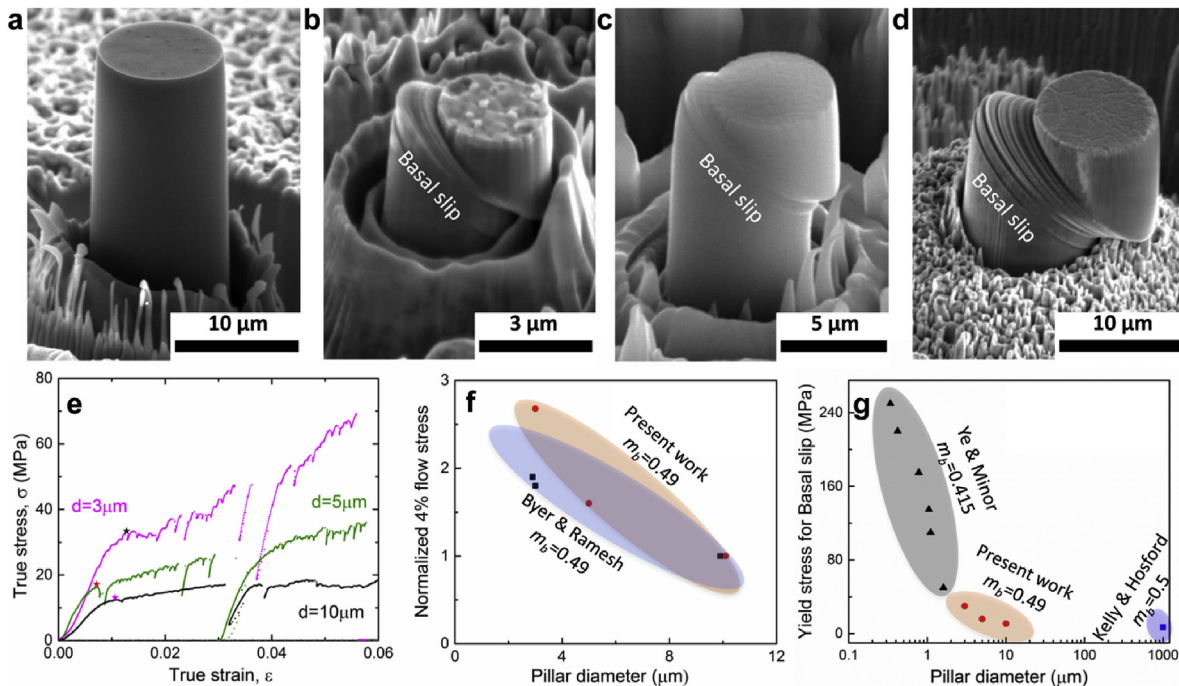 a
b
c
d
Basal slip
Basal slip
Basal slip
10 μm
3 μm
5 μm
10 μm
e
80
60
40
20
0
0.00
0.02
0.04
0.06
True stress, σ (MPa)
True strain, ε
d=3μm
d=5μm
d=10μm
f
3
2
1
0
0
4
8
12
Normalized 4% flow stress
Pillar diameter (μm)
Present work
m_b=0.49
Byer & Ramesh
m_b=0.49
g
240
160
80
0
0.1
1
10
100
1000
Yield stress for Basal slip (MPa)
Pillar diameter (μm)
Ye & Minor
m_b=0.415
Present work
m_b=0.49
Kelly & Hosford
m_b=0.5